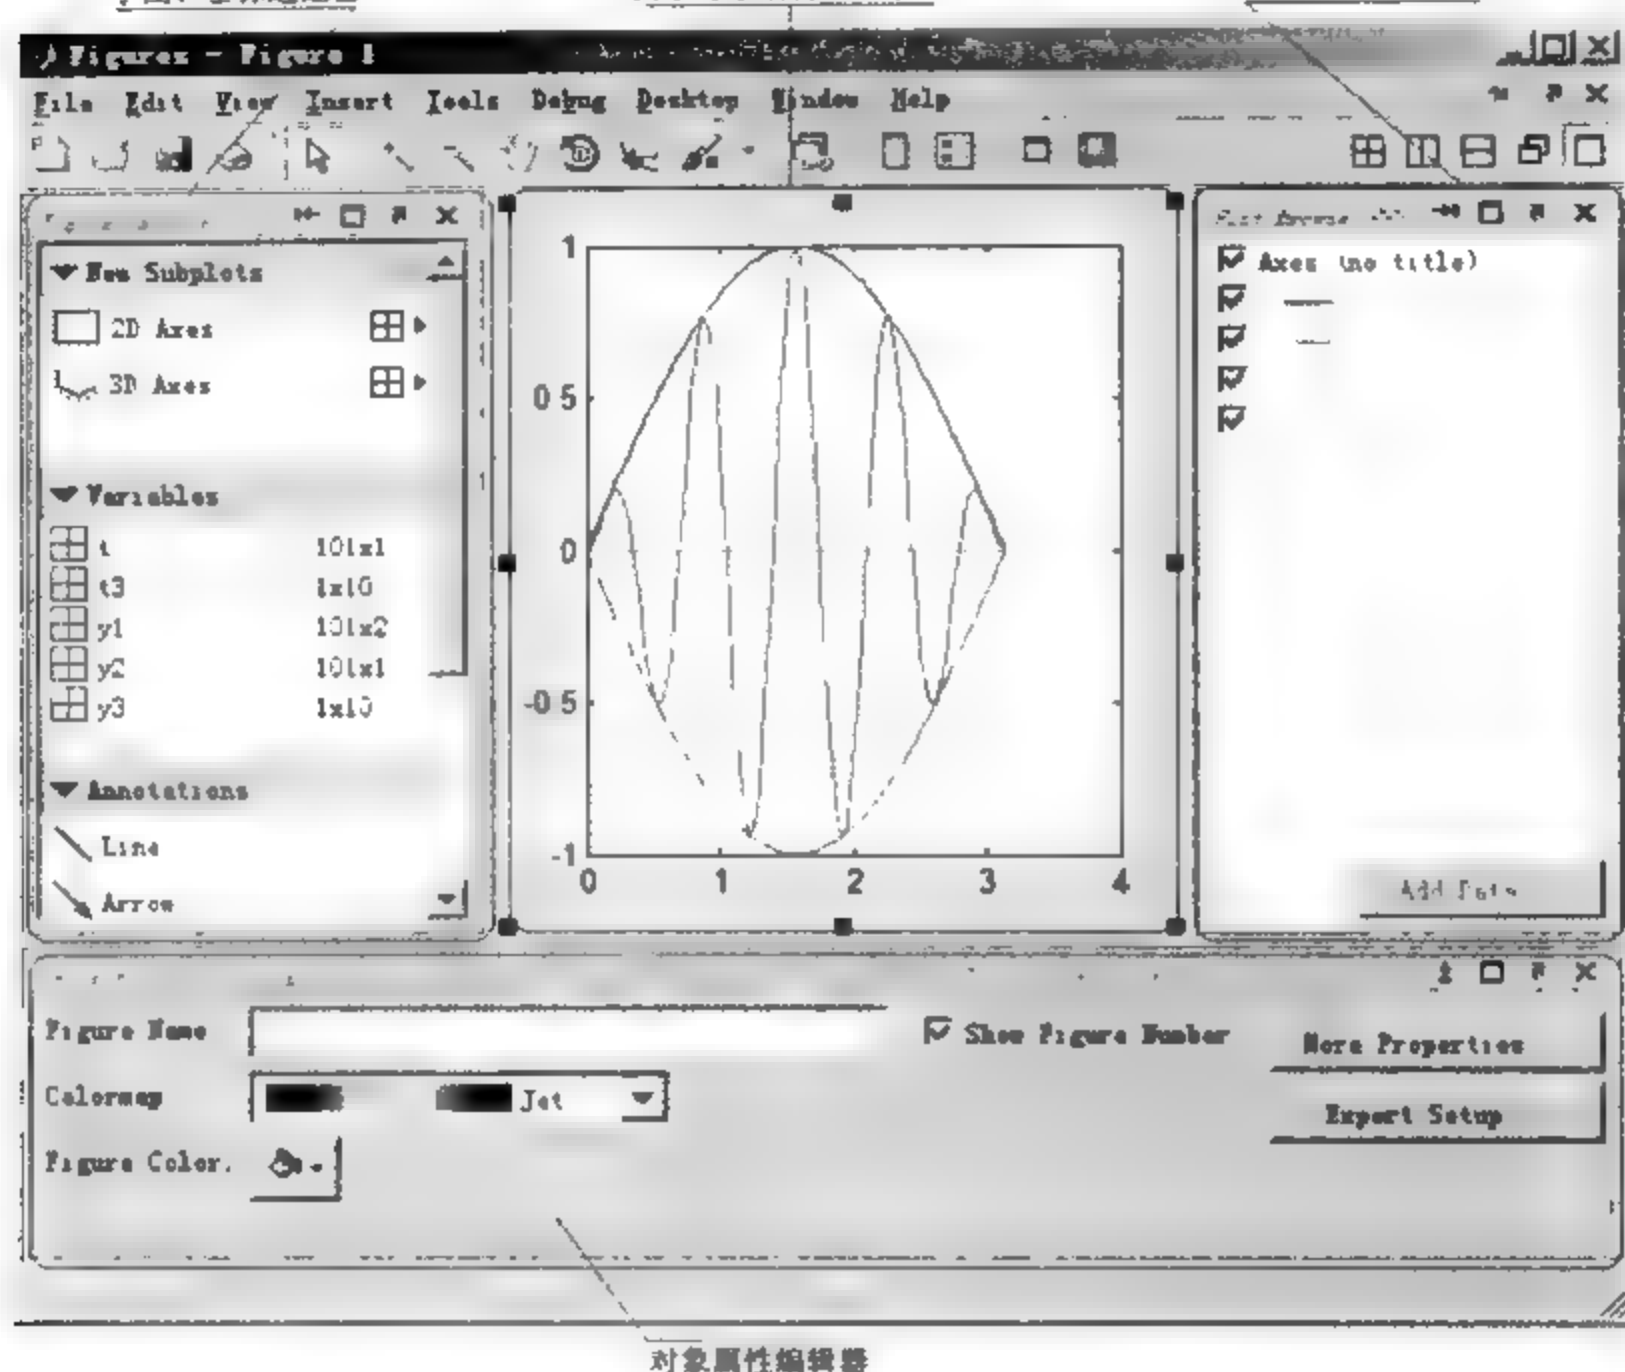 Figures - Figure 1
File Edit View Insert Tools Debug Desktop Window Help
New Subplots
2D Axes
3D Axes
Variables
t 101x1
t3 1x10
y1 101x2
y2 101x1
y3 1x10
Annotations
Line
Arrow
1
0.5
0
-0.5
-1
0 1 2 3 4
Axes (no title)
Add Data
Figure Name
Show Figure Number
More Properties
Colormap
Jet
Export Setup
Figure Color.
对象属性编辑器